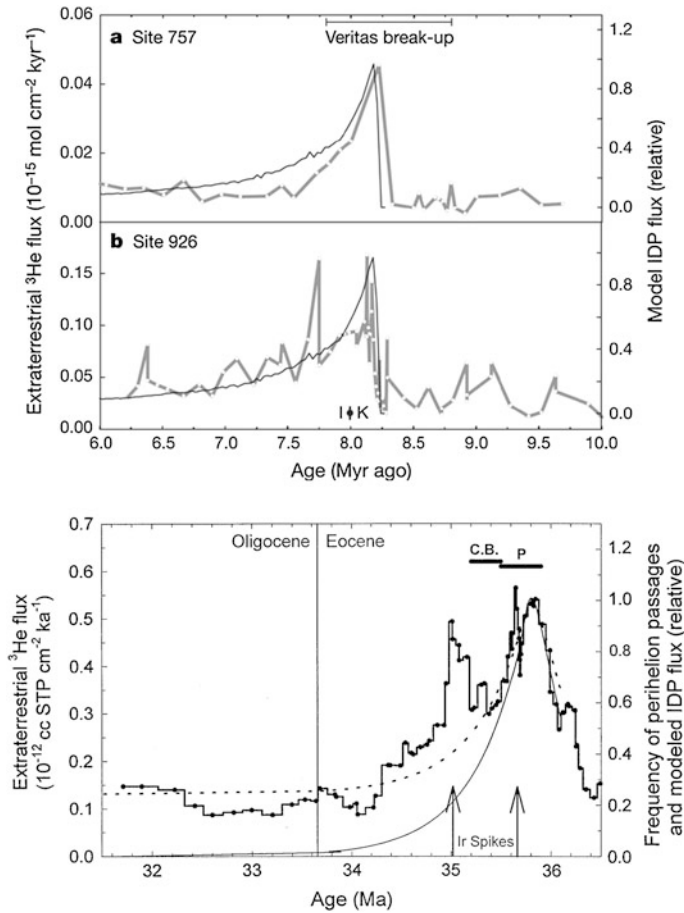 Veritas break-up
a Site 757
0.06
0.04
0.02
0.00
1.2
1.0
0.8
0.6
0.4
0.2
0.0
b Site 926
0.15
0.10
0.05
0.00
0.8
0.4
0.0
I K
Extraterrestrial ³He flux (10⁻¹⁵ mol cm⁻² kyr⁻¹)
Model IDP flux (relative)
6.0 6.5 7.0 7.5 8.0 8.5 9.0 9.5 10.0
Age (Myr ago)
0.7
0.6
0.5
0.4
0.3
0.2
0.1
0.0
Oligocene Eocene
C.B. P
1.2
1.0
0.8
0.6
0.4
0.2
0.0
Ir Spikes
Extraterrestrial ³He flux
(10⁻¹² cc STP cm⁻² ka⁻¹)
Frequency of perihelion passages
and modeled IDP flux (relative)
32 33 34 35 36
Age (Ma)